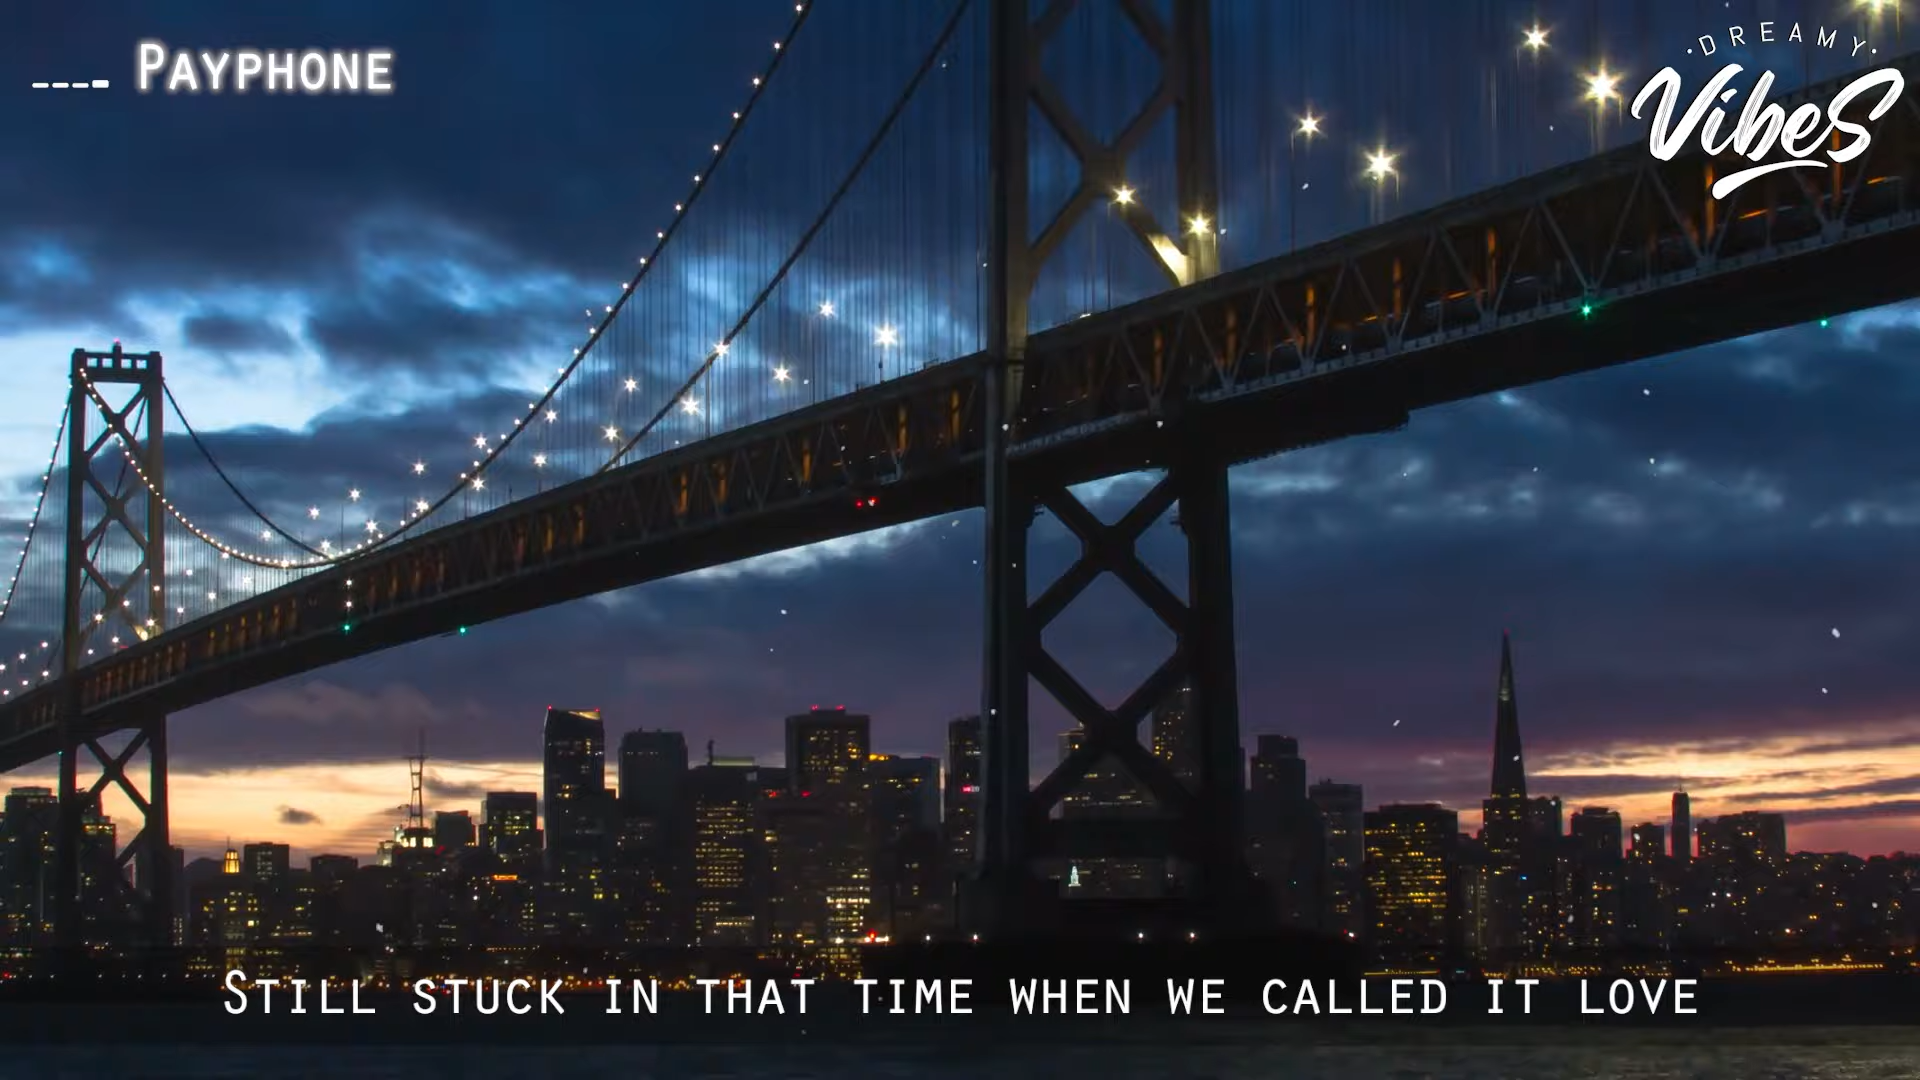 ---- Payphone
·DREAMY·
Vibes
Still stuck in that time when we called it love